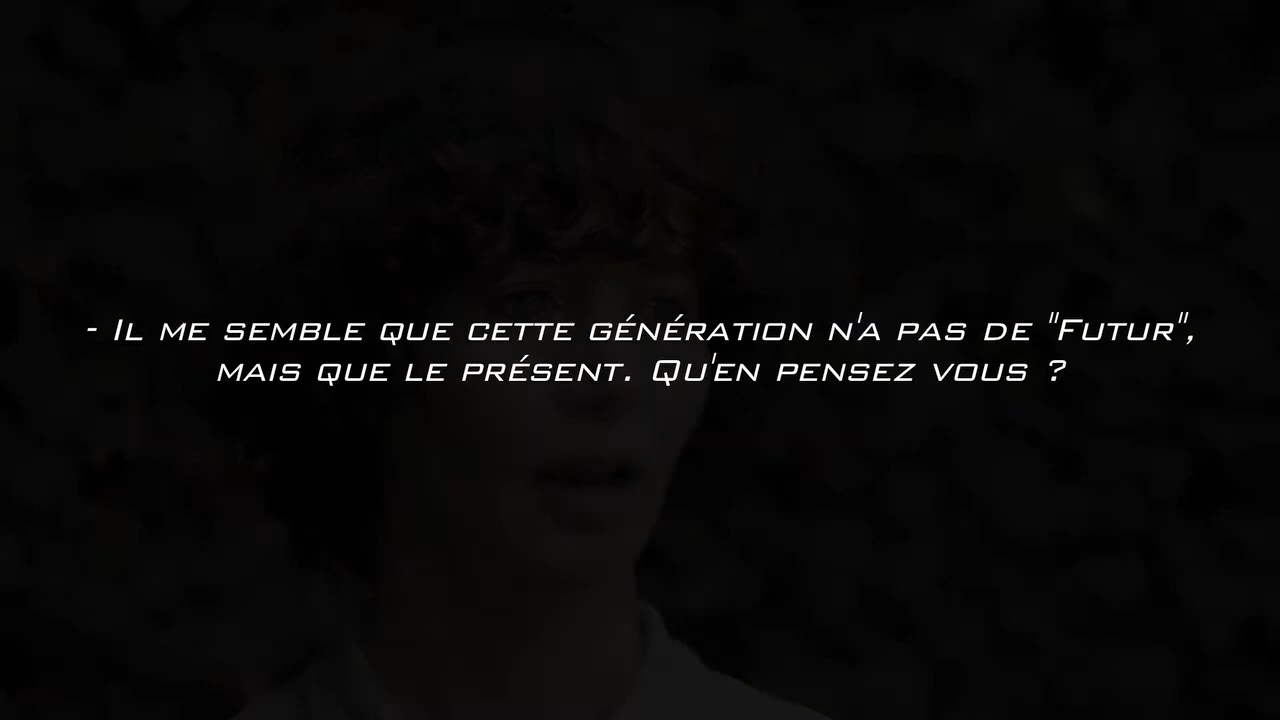 - Il me semble que cette génération n'a pas de "Futur",
mais que le présent. Qu'en pensez vous ?